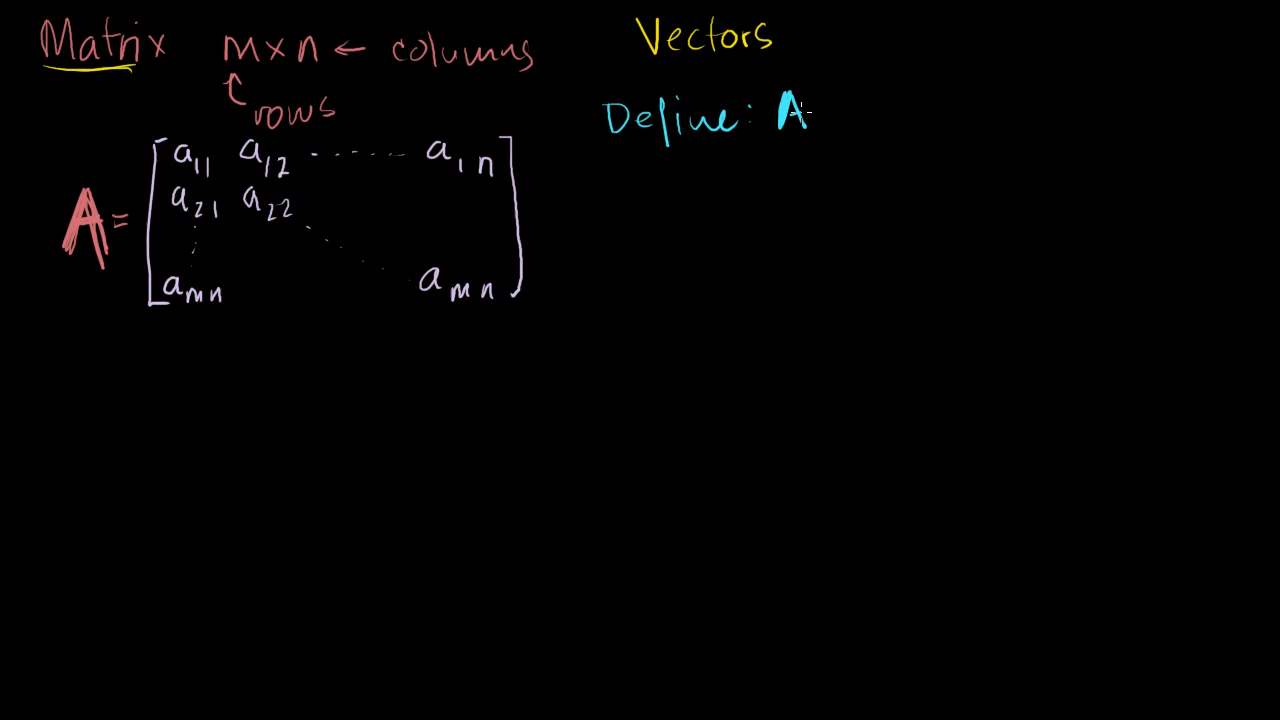 Matrix m×n ← columns
rows
A = [a11 a12 ........ a1n
a21 a22
amn amn]
Vectors
Define: A